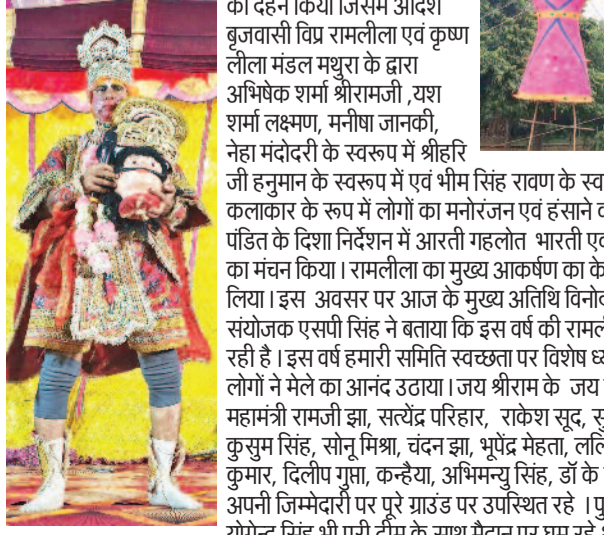 का दहन किया जिसमें आदर्श
बृजवासी विप्र रामलीला एवं कृष्ण
लीला मंडल मथुरा के द्वारा
अभिषेक शर्मा श्रीरामजी ,यश
शर्मा लक्ष्मण, मनीषा जानकी,
नेहा मंदोदरी के स्वरूप में श्रीहरि
जी हनुमान के स्वरूप में एवं भीम सिंह रावण के
कलाकार के रूप में लोगों का मनोरंजन एवं हंसाने
पंडित के दिशा निर्देशन में आरती गहलोत भारती
का मंचन किया । रामलीला का मुख्य आकर्षण का
लिया । इस अवसर पर आज के मुख्य अतिथि
संयोजक एसपी सिंह ने बताया कि इस वर्ष की
रही है । इस वर्ष हमारी समिति स्वच्छता पर विशेष
लोगों ने मेले का आनंद उठाया । जय श्रीराम के जय
महामंत्री रामजी झा, सत्येंद्र परिहार, राकेश सूद,
कुसुम सिंह, सोनू मिश्रा, चंदन झा, भूपेंद्र मेहता,
कुमार, दिलीप गुप्ता, कन्हैया, अभिमन्यु सिंह, डॉ के
अपनी जिम्मेदारी पर पूरे ग्राउंड पर उपस्थित रहे ।
योगेन्द्र सिंह भी पूरी टीम के साथ मैदान पर घूम रहे